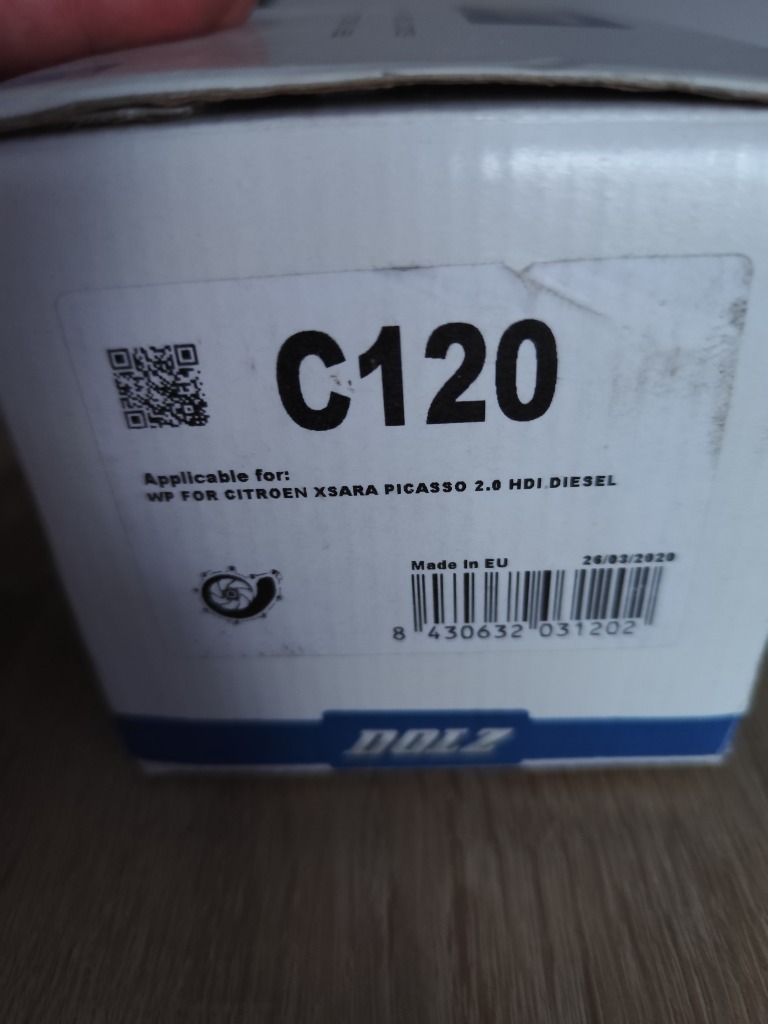 C120
Applicable for:
WP FOR CITROEN XSARA PICASSO 2.0 HDI DIESEL
Made In EU 26/03/2020
8 430632 031202
DOLZ